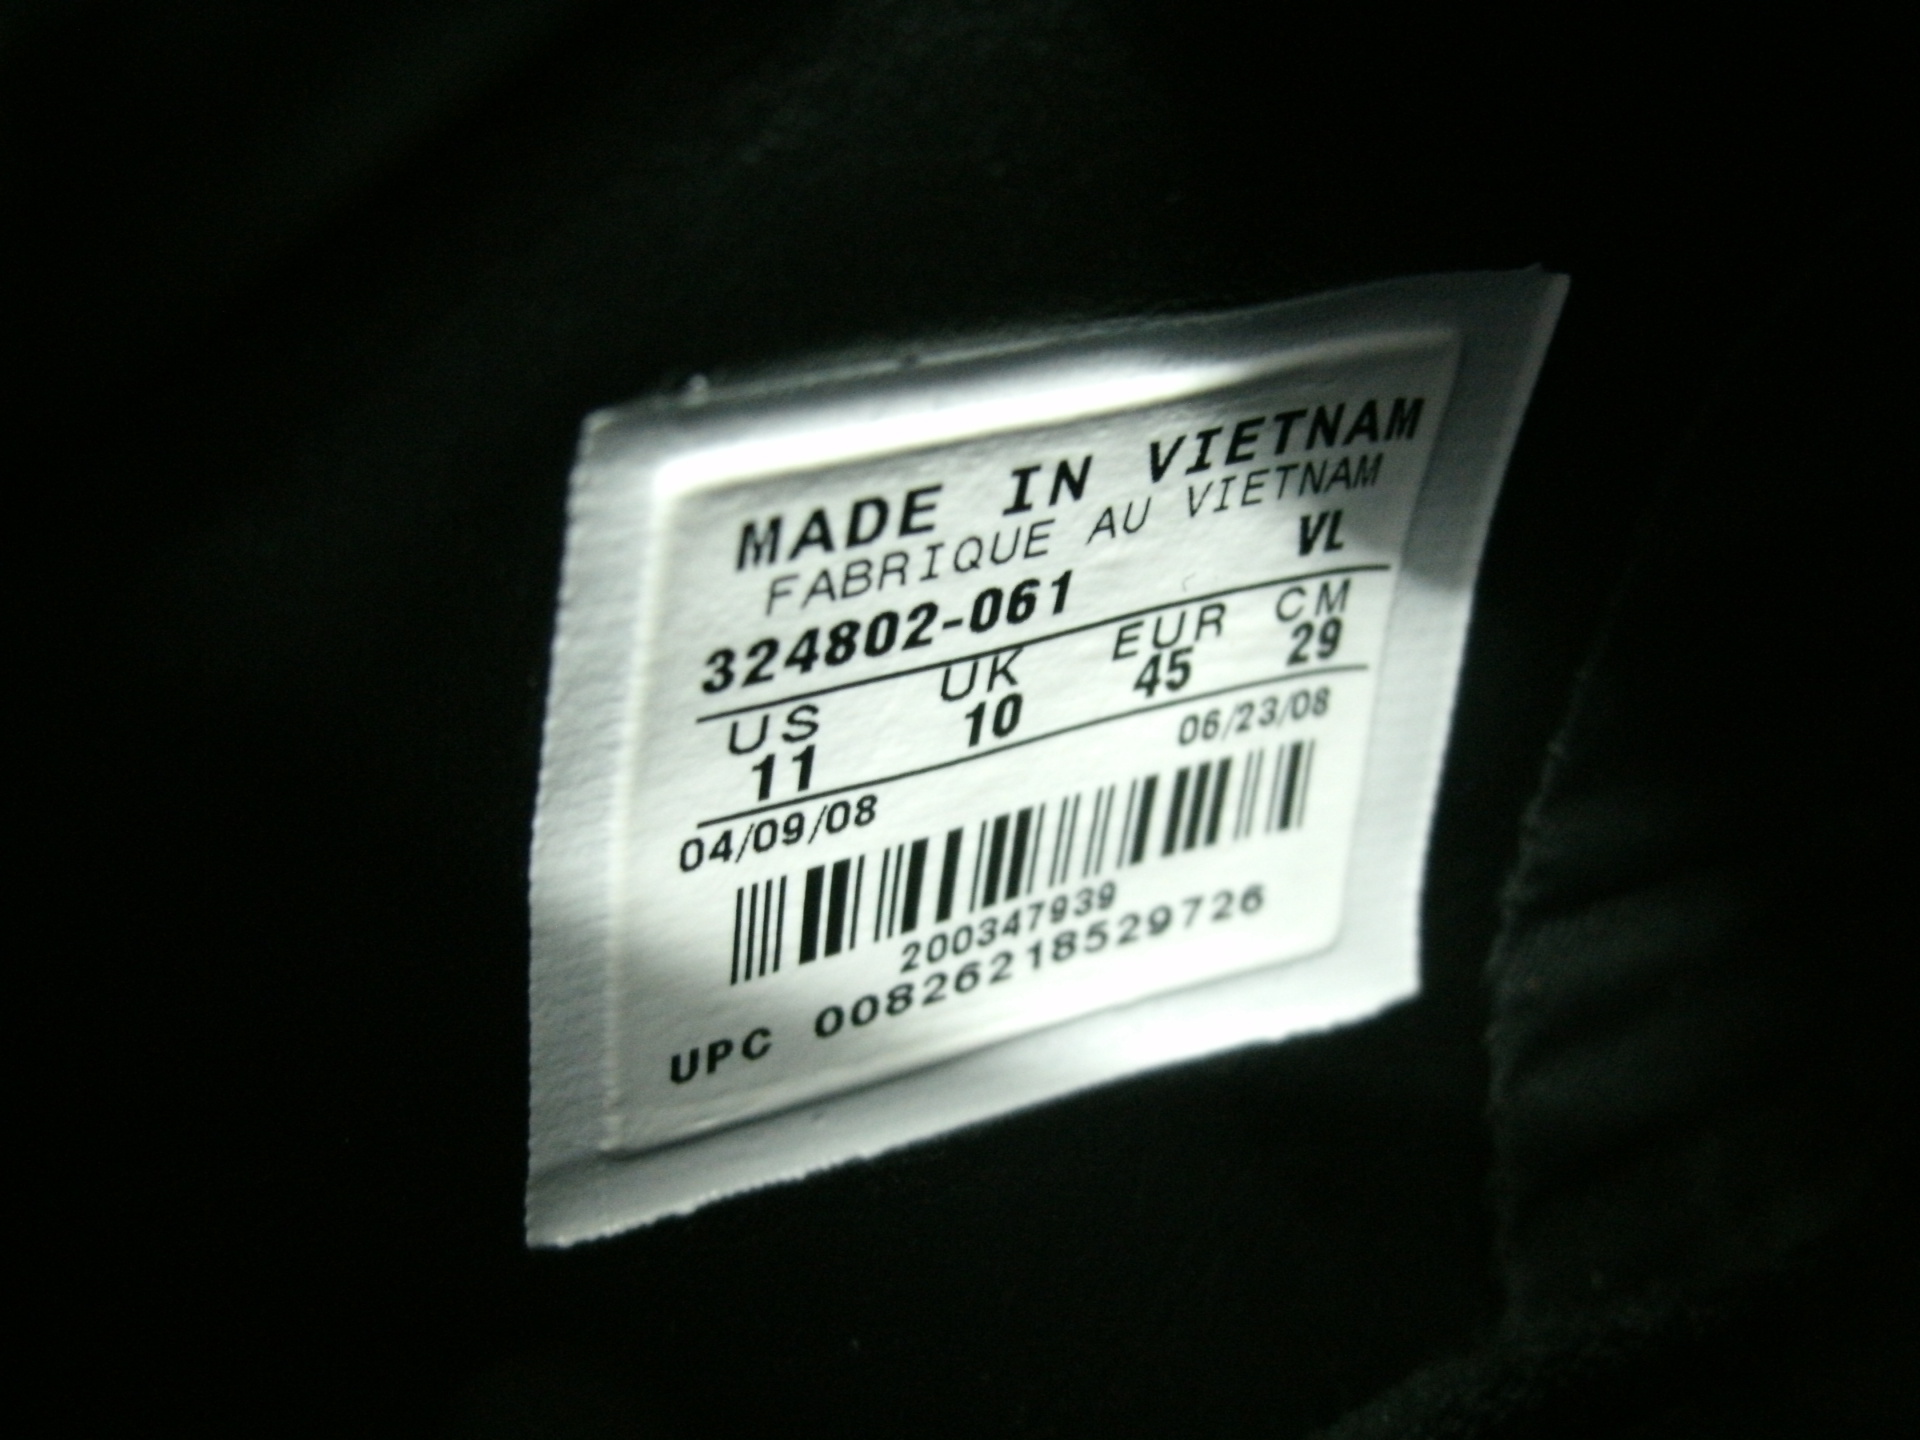 MADE IN VIETNAM
FABRIQUE AU VIETNAM
324802-061 VL
US UK EUR CM
11 10 45 29
04/09/08 06/23/08
200347939
UPC 00826218529726